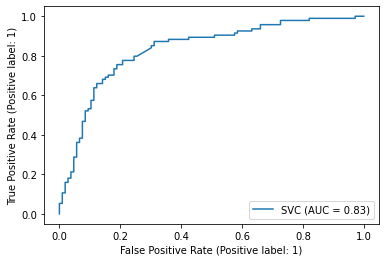 True Positive Rate (Positive label: 1)
1.0
0.8
0.6
0.4
0.2
0.0
SVC (AUC = 0.83)
0.0 0.2 0.4 0.6 0.8 1.0
False Positive Rate (Positive label: 1)